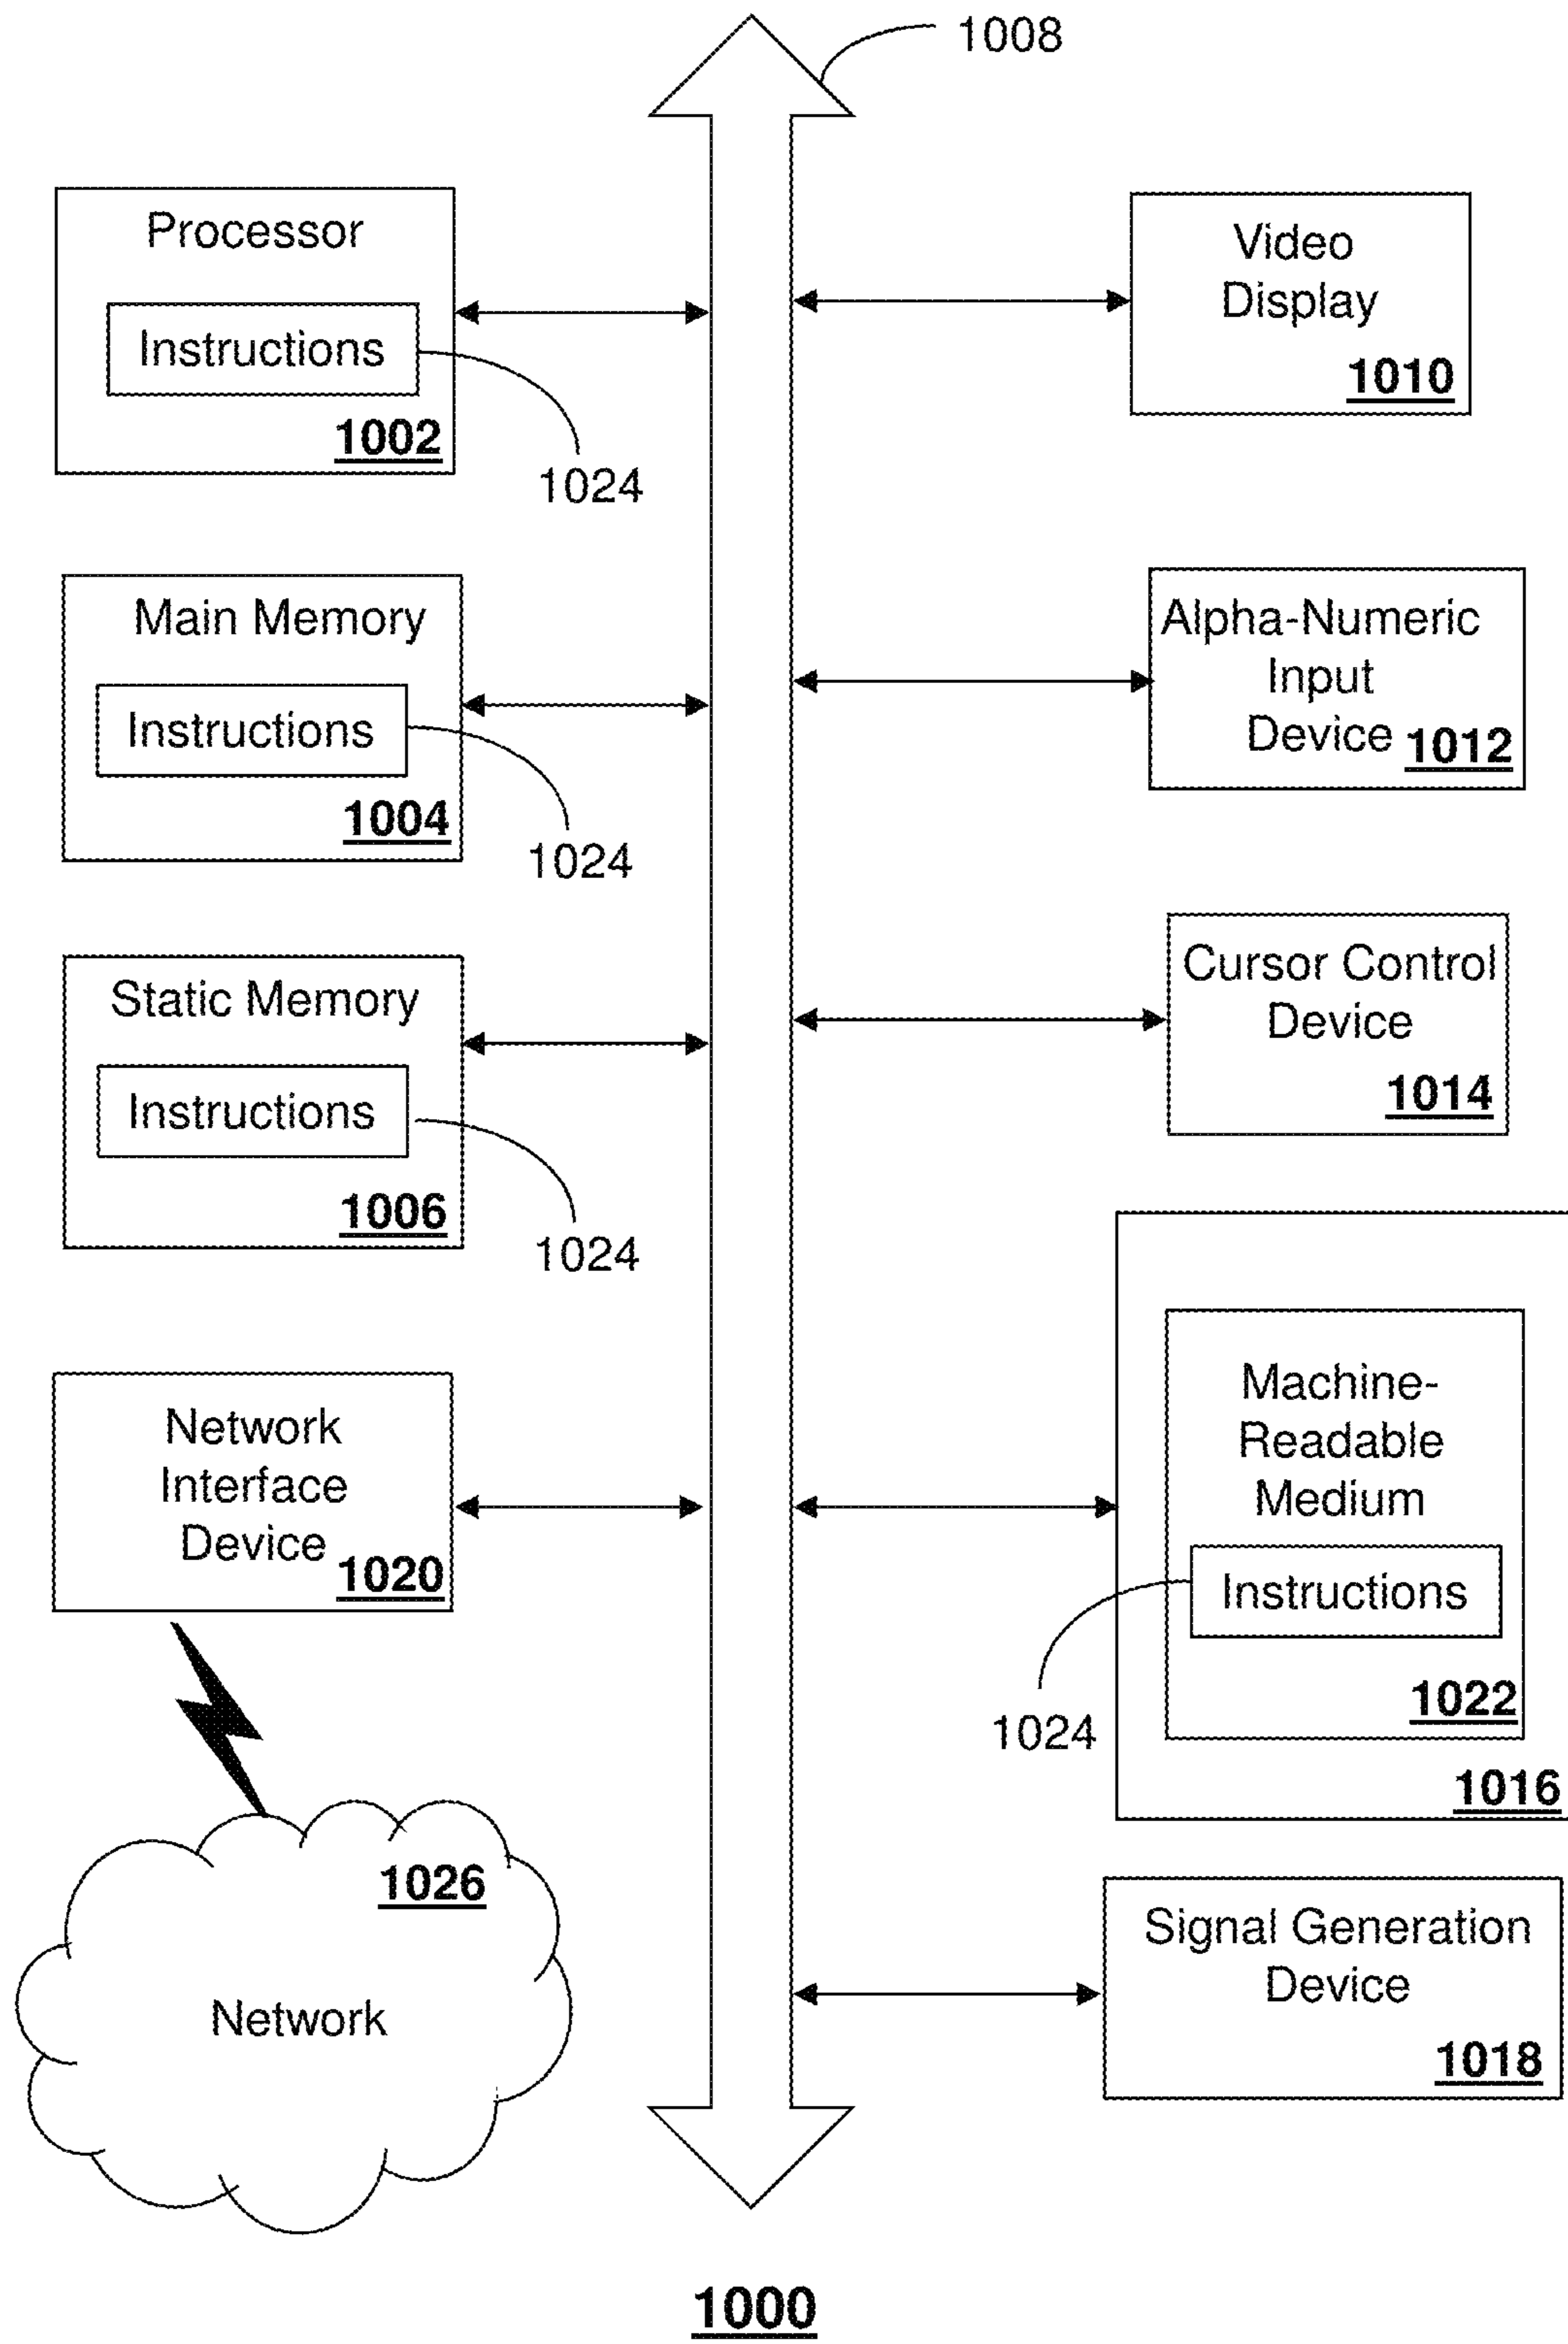 1008
Processor
Instructions
1002
1024
Main Memory
Instructions
1004
1024
Static Memory
Instructions
1006
1024
Network
Interface
Device
1020
1026
Network
Video
Display
1010
Alpha-Numeric
Input
Device
1012
Cursor Control
Device
1014
Machine-
Readable
Medium
Instructions
1022
1024
1016
Signal Generation
Device
1018
1000